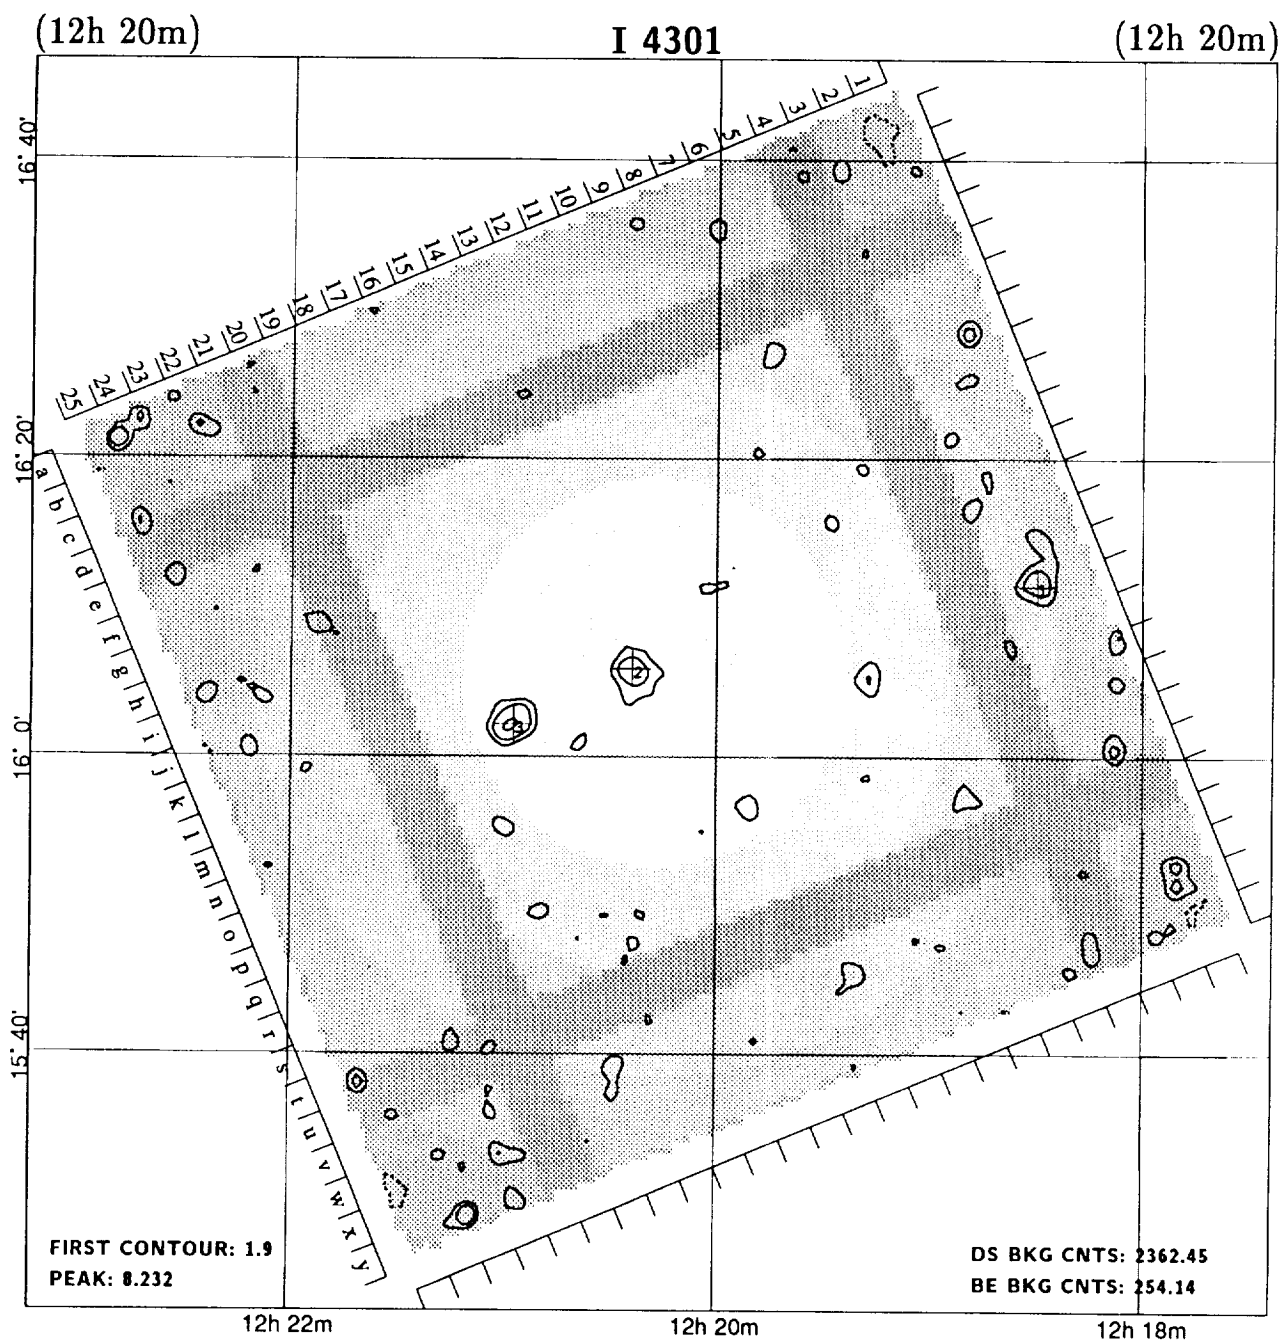 (12h 20m)
I 4301
(12h 20m)
1
2
3
4
5
6
7
8
9
10
11
12
13
14
15
16
17
18
19
20
21
22
23
24
25
16° 40'
16° 20'
16° 0'
15° 40'
a
b
c
d
e
f
g
h
i
j
k
l
m
n
o
p
q
r
s
t
u
v
w
x
y
1
2
3
FIRST CONTOUR: 1.9
PEAK: 8.232
DS BKG CNTS: 2362.45
BE BKG CNTS: 254.14
12h 22m
12h 20m
12h 18m